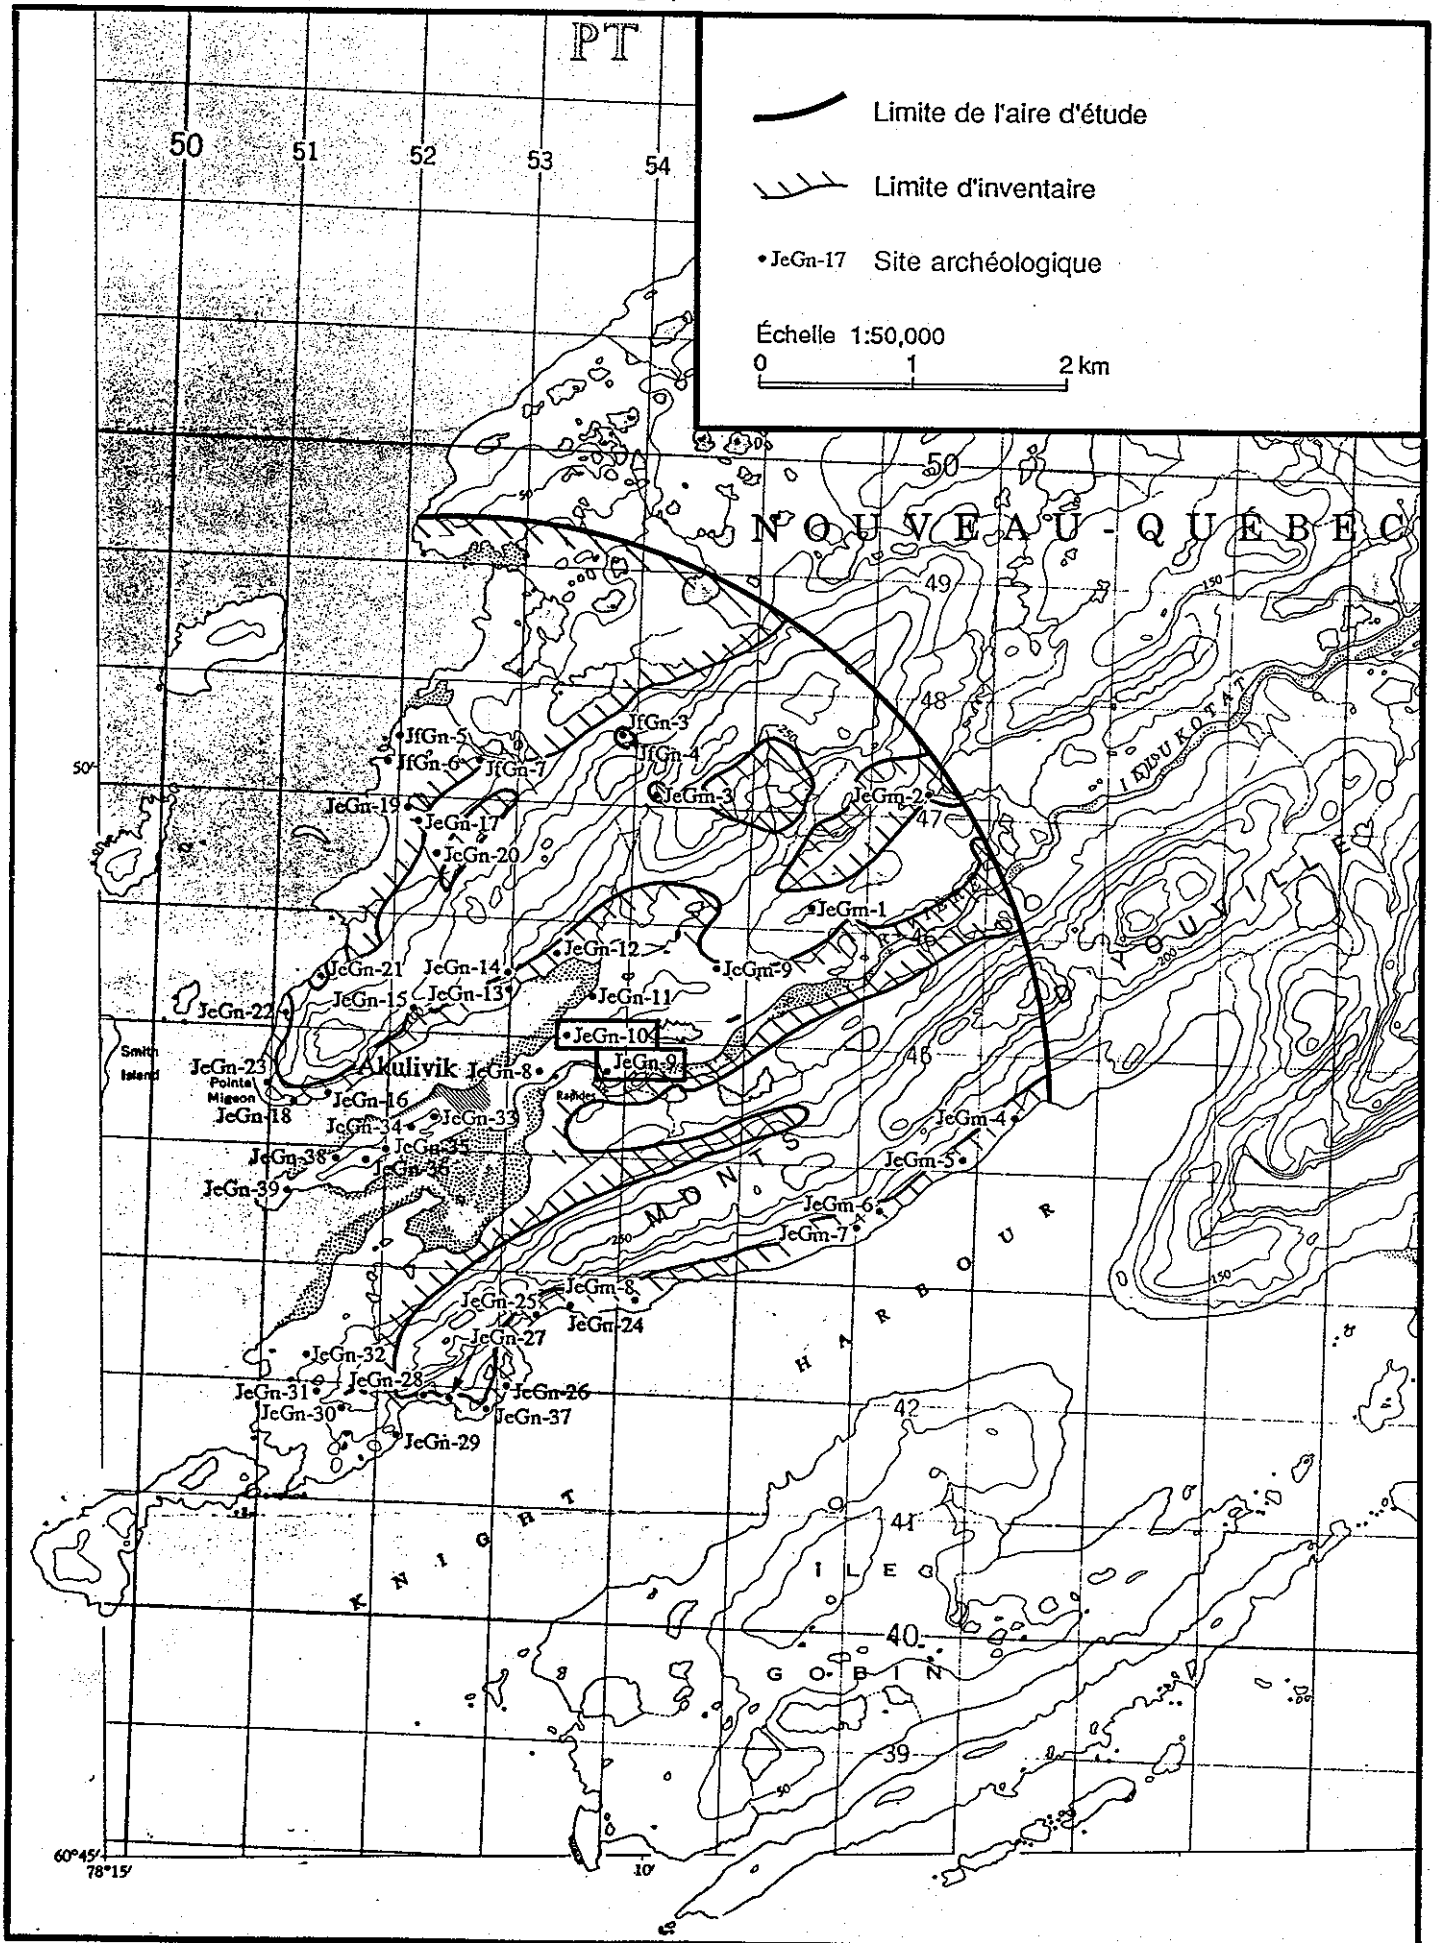 PT
50
51
52
53
54
Limite de l'aire d'étude
Limite d'inventaire
JeGn-17 Site archéologique
Échelle 1:50,000
0 1 2 km
50
50
NOUVEAU-QUÉBEC
49
150
48
JfGn-3
JfGn-5
JfGn-4
250
JfGn-6
JfGn-7
50'
JeGm-3
JeGm-2
JeGn-19
JeGn-17
47
JeGn-20
YOUVILLE
JeGm-1
RIVIÈRE
46
200
JeGn-12
JeGn-21
JeGn-14
JeGm-9
JeGn-15
JeGn-13
JeGn-11
JeGn-22
JeGn-10
Smith
Island
JeGn-23
Akulivik
JeGn-8
JeGn-9
46
Pointe
Migeon
JeGn-16
Rapides
JeGn-18
JeGn-33
JeGn-34
JeGm-4
JeGn-35
JeGn-38
JeGn-36
JeGm-5
MONTS
JeGn-39
JeGm-6
JeGm-7
250
HARBOUR
150
JeGm-8
JeGn-25
JeGn-24
JeGn-27
JeGn-32
JeGn-28
JeGn-31
JeGn-26
JeGn-30
JeGn-37
42
JeGn-29
KNIGHT
41
ÎLE
40
GOBIN
39
50
60°45'
78°15'
10'